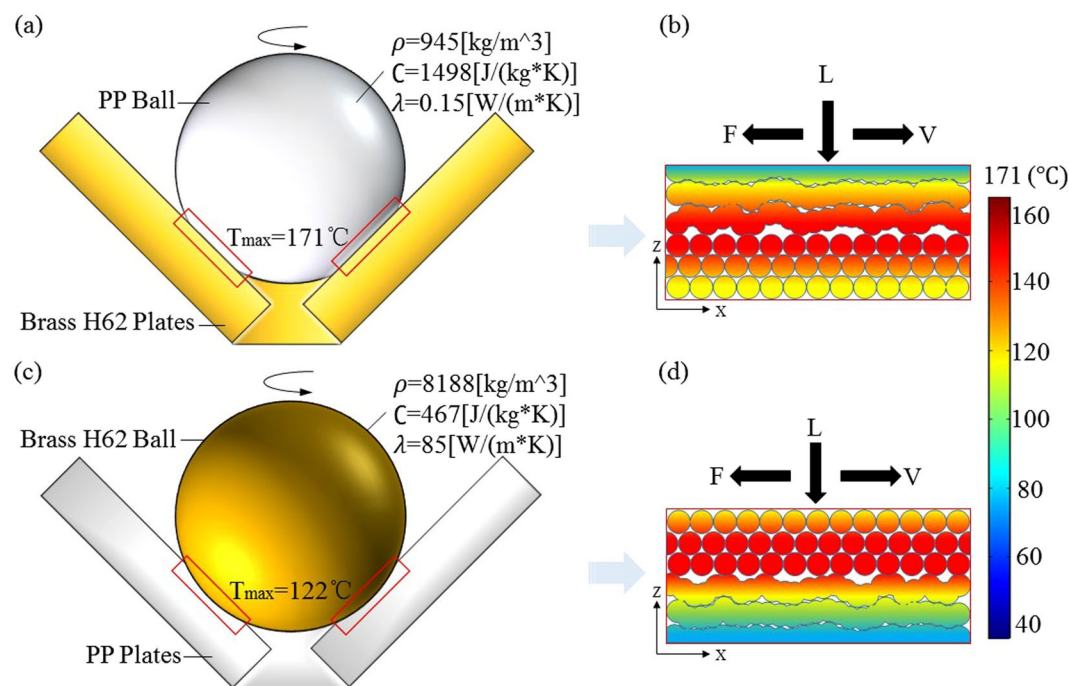 (a)
ρ=945[kg/m^3]
C=1498[J/(kg*K)]
λ=0.15[W/(m*K)]
PP Ball
Tmax=171℃
Brass H62 Plates
(b)
L
F
V
z
x
171 (℃)
160
140
120
100
80
60
40
(c)
ρ=8188[kg/m^3]
C=467[J/(kg*K)]
λ=85[W/(m*K)]
Brass H62 Ball
Tmax=122℃
PP Plates
(d)
L
F
V
z
x